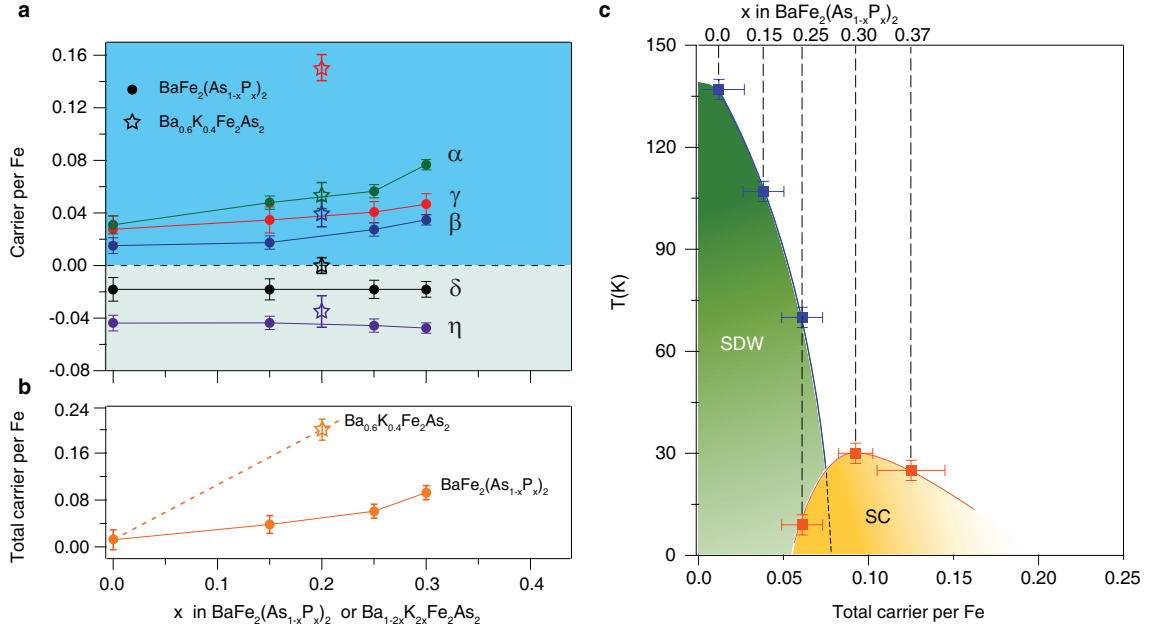 a
Carrier per Fe
0.16
0.12
0.08
0.04
0.00
-0.04
-0.08
BaFe₂(As₁₋ₓPₓ)₂
Ba₀.₆K₀.₄Fe₂As₂
α
γ
β
δ
η
b
Total carrier per Fe
0.24
0.16
0.08
0.00
Ba₀.₆K₀.₄Fe₂As₂
BaFe₂(As₁₋ₓPₓ)₂
0.0 0.1 0.2 0.3 0.4
x in BaFe₂(As₁₋ₓPₓ)₂ or Ba₁₋₂ₓK₂ₓFe₂As₂
c
x in BaFe₂(As₁₋ₓPₓ)₂
0.0 0.15 0.25 0.30 0.37
T(K)
150
120
90
60
30
0
SDW
SC
0.0 0.05 0.10 0.15 0.20 0.25
Total carrier per Fe